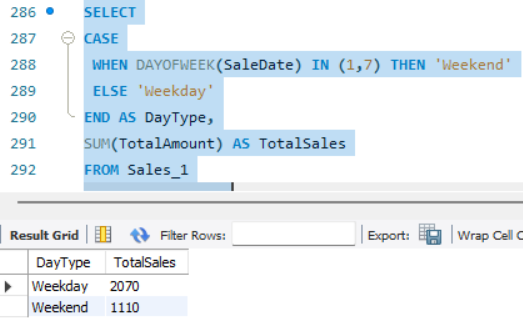 286 SELECT
287 CASE
288 WHEN DAYOFWEEK(SaleDate) IN (1,7) THEN 'Weekend'
289 ELSE 'Weekday'
290 END AS DayType,
291 SUM(TotalAmount) AS TotalSales
292 FROM Sales_1
Result Grid Filter Rows: Export: Wrap Cell C
DayType TotalSales
Weekday 2070
Weekend 1110